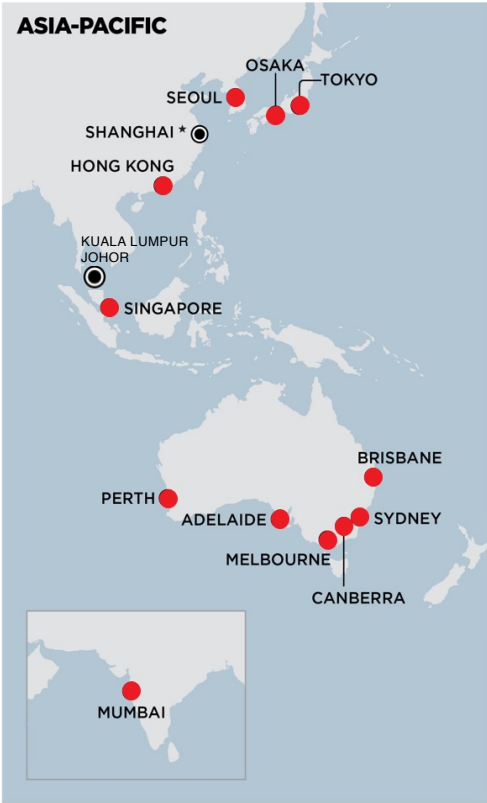 ASIA-PACIFIC
OSAKA
TOKYO
SEOUL
SHANGHAI *
HONG KONG
KUALA LUMPUR
JOHOR
SINGAPORE
BRISBANE
PERTH
ADELAIDE
SYDNEY
MELBOURNE
CANBERRA
MUMBAI